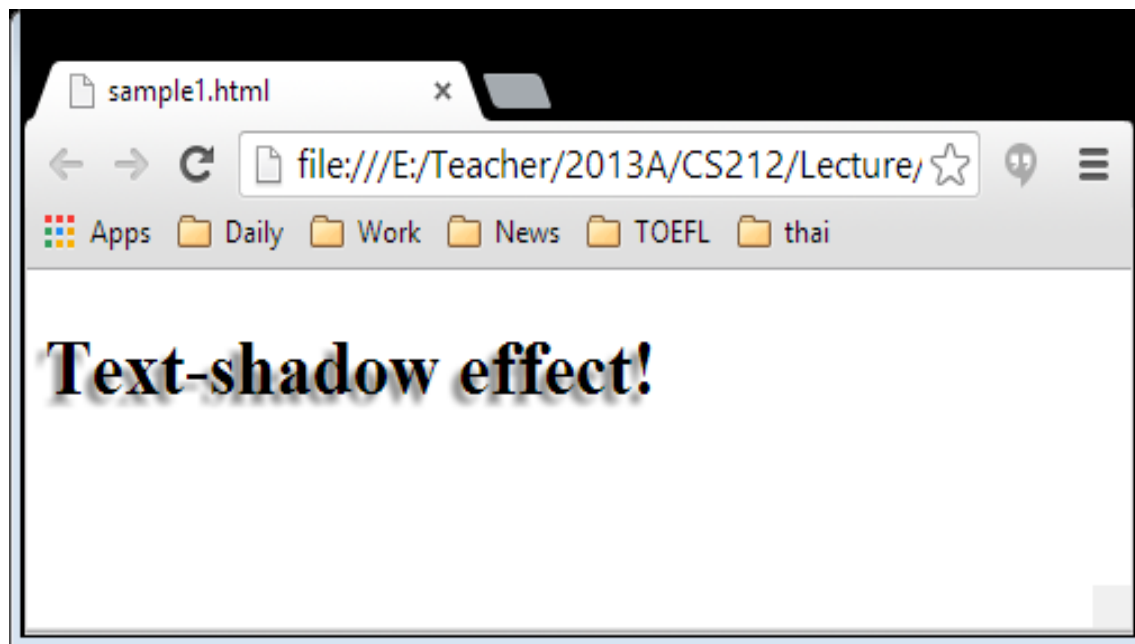 sample1.html
file:///E:/Teacher/2013A/CS212/Lecture/
Apps Daily Work News TOEFL thai
Text-shadow effect!